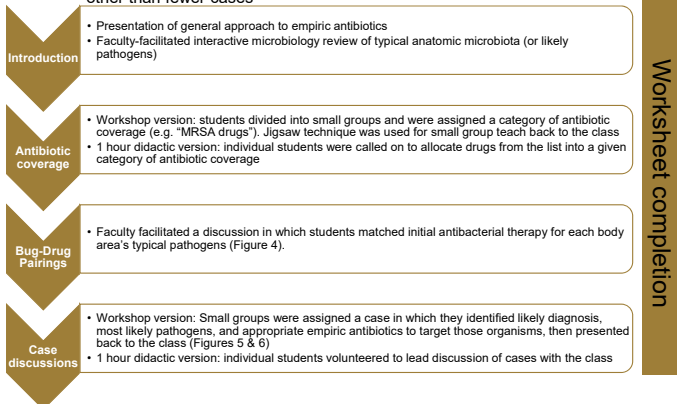 other than fewer cases
Introduction
• Presentation of general approach to empiric antibiotics
• Faculty-facilitated interactive microbiology review of typical anatomic microbiota (or likely
pathogens)
Antibiotic
coverage
• Workshop version: students divided into small groups and were assigned a category of antibiotic
coverage (e.g. “MRSA drugs”). Jigsaw technique was used for small group teach back to the class
• 1 hour didactic version: individual students were called on to allocate drugs from the list into a given
category of antibiotic coverage
Bug-Drug
Pairings
• Faculty facilitated a discussion in which students matched initial antibacterial therapy for each body
area’s typical pathogens (Figure 4).
Case
discussions
• Workshop version: Small groups were assigned a case in which they identified likely diagnosis,
most likely pathogens, and appropriate empiric antibiotics to target those organisms, then presented
back to the class (Figures 5 & 6)
• 1 hour didactic version: individual students volunteered to lead discussion of cases with the class
Worksheet completion